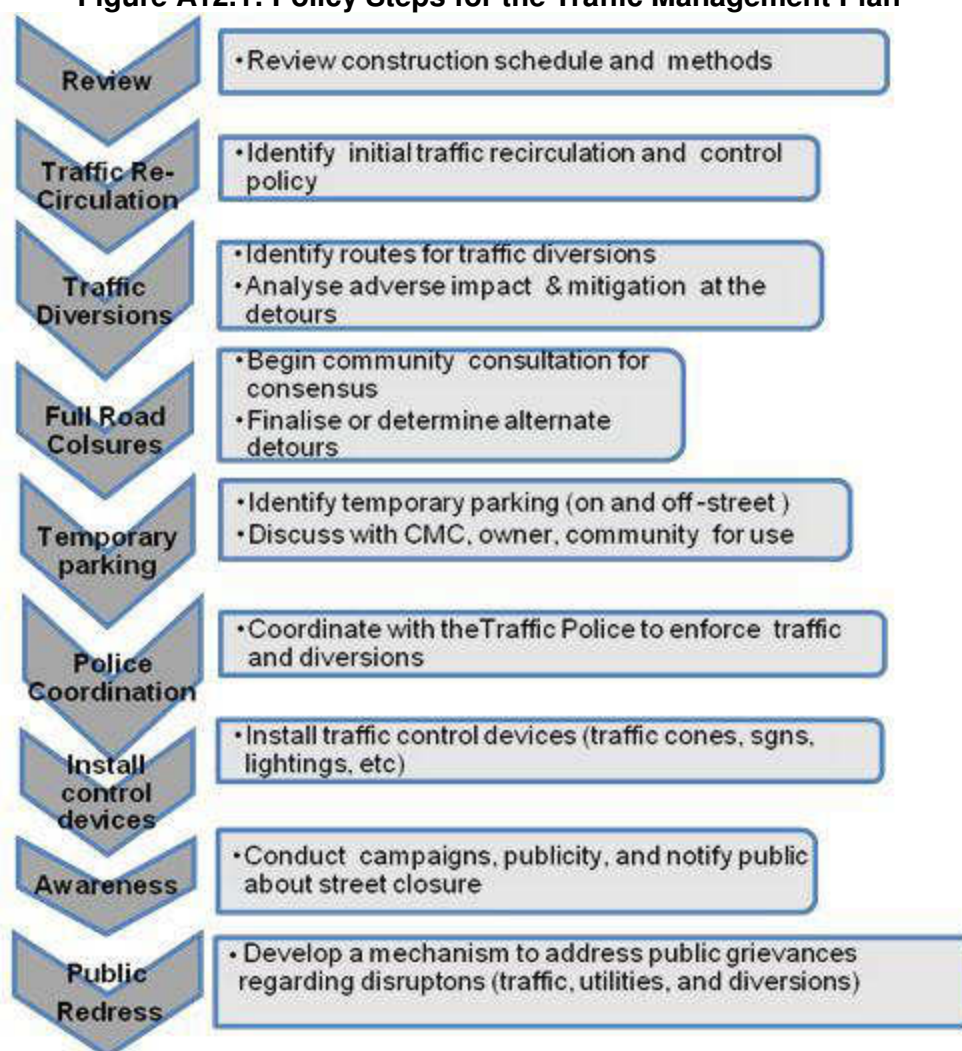 Figure A12.1: Policy Steps for the Traffic Management Plan
Review
• Review construction schedule and methods
Traffic Re-
Circulation
• Identify initial traffic recirculation and control
policy
Traffic
Diversions
• Identify routes for traffic diversions
• Analyse adverse impact & mitigation at the
detours
Full Road
Colsures
• Begin community consultation for
consensus
• Finalise or determine alternate
detours
Temporary
parking
• Identify temporary parking (on and off-street )
• Discuss with CMC, owner, community for use
Police
Coordination
• Coordinate with theTraffic Police to enforce traffic
and diversions
Install
control
devices
• Install traffic control devices (traffic cones, sgns,
lightings, etc)
Awareness
• Conduct campaigns, publicity, and notify public
about street closure
Public
Redress
• Develop a mechanism to address public grievances
regarding disruptons (traffic, utilities, and diversions)